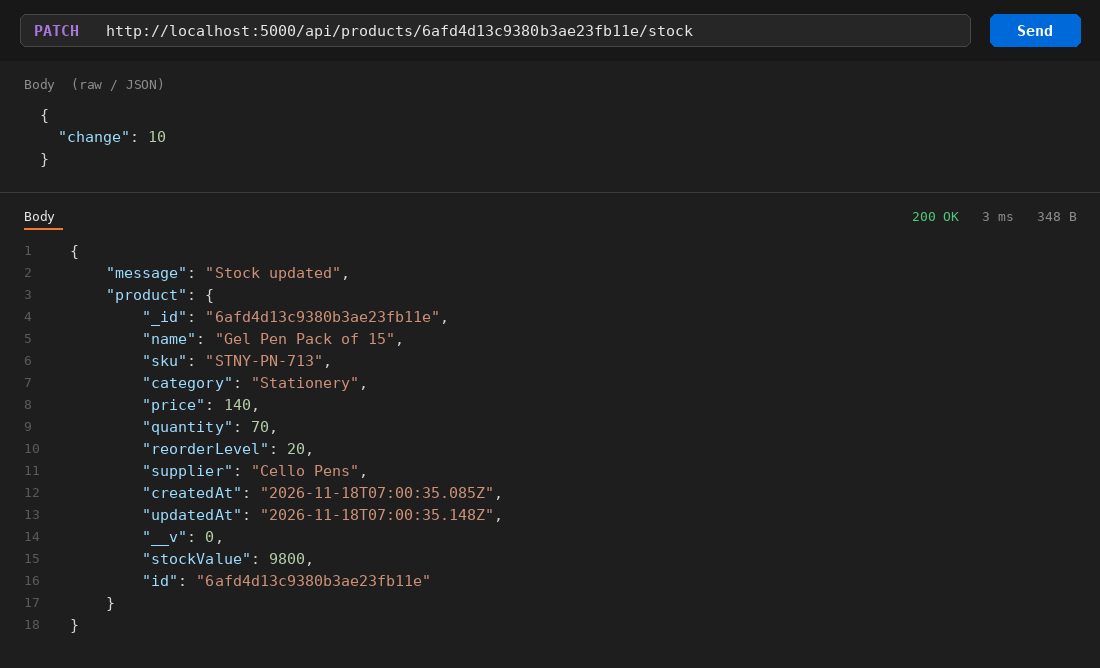 PATCH http://localhost:5000/api/products/6afd4d13c9380b3ae23fb11e/stock Send
Body (raw / JSON)
{
"change": 10
}
Body 200 OK 3 ms 348 B
1 {
2 "message": "Stock updated",
3 "product": {
4 "_id": "6afd4d13c9380b3ae23fb11e",
5 "name": "Gel Pen Pack of 15",
6 "sku": "STNY-PN-713",
7 "category": "Stationery",
8 "price": 140,
9 "quantity": 70,
10 "reorderLevel": 20,
11 "supplier": "Cello Pens",
12 "createdAt": "2026-11-18T07:00:35.085Z",
13 "updatedAt": "2026-11-18T07:00:35.148Z",
14 "__v": 0,
15 "stockValue": 9800,
16 "id": "6afd4d13c9380b3ae23fb11e"
17 }
18 }